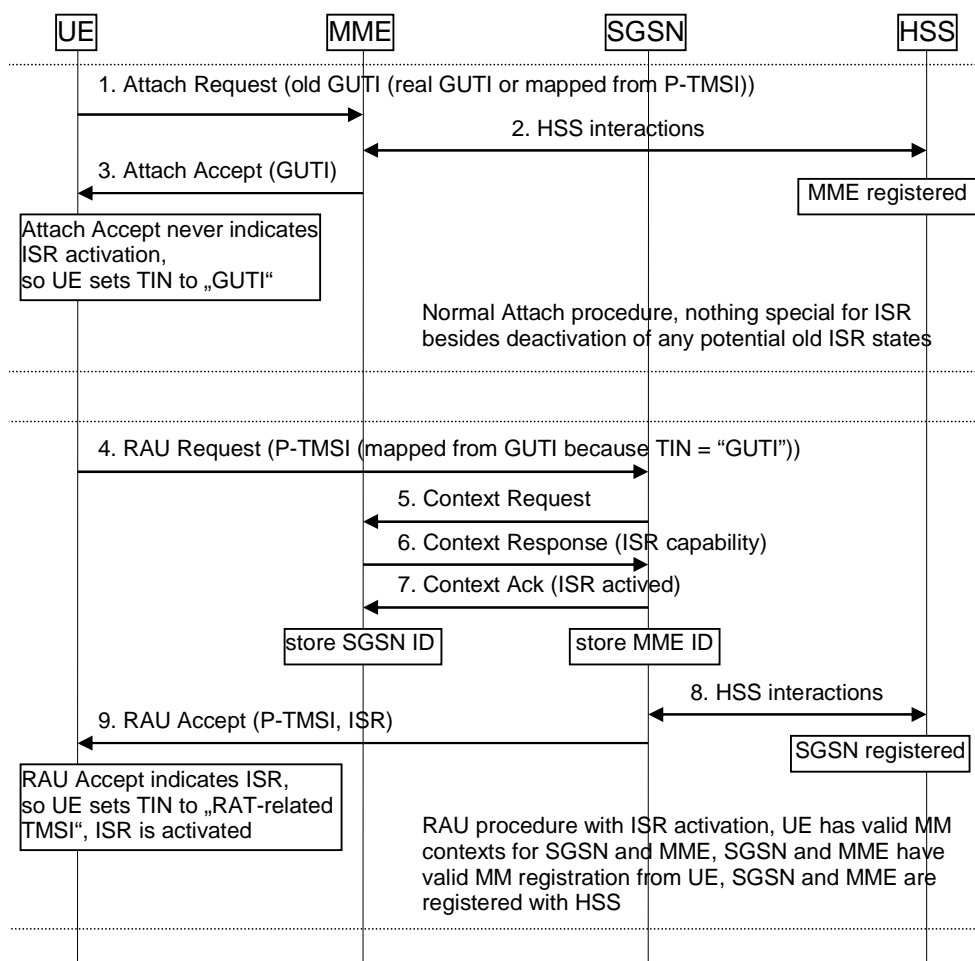 UE
MME
SGSN
HSS
1. Attach Request (old GUTI (real GUTI or mapped from P-TMSI))
2. HSS interactions
3. Attach Accept (GUTI)
MME registered
Attach Accept never indicates
ISR activation,
so UE sets TIN to „GUTI“
Normal Attach procedure, nothing special for ISR
besides deactivation of any potential old ISR states
4. RAU Request (P-TMSI (mapped from GUTI because TIN = “GUTI”))
5. Context Request
6. Context Response (ISR capability)
7. Context Ack (ISR actived)
store SGSN ID
store MME ID
8. HSS interactions
9. RAU Accept (P-TMSI, ISR)
SGSN registered
RAU Accept indicates ISR,
so UE sets TIN to „RAT-related
TMSI“, ISR is activated
RAU procedure with ISR activation, UE has valid MM
contexts for SGSN and MME, SGSN and MME have
valid MM registration from UE, SGSN and MME are
registered with HSS